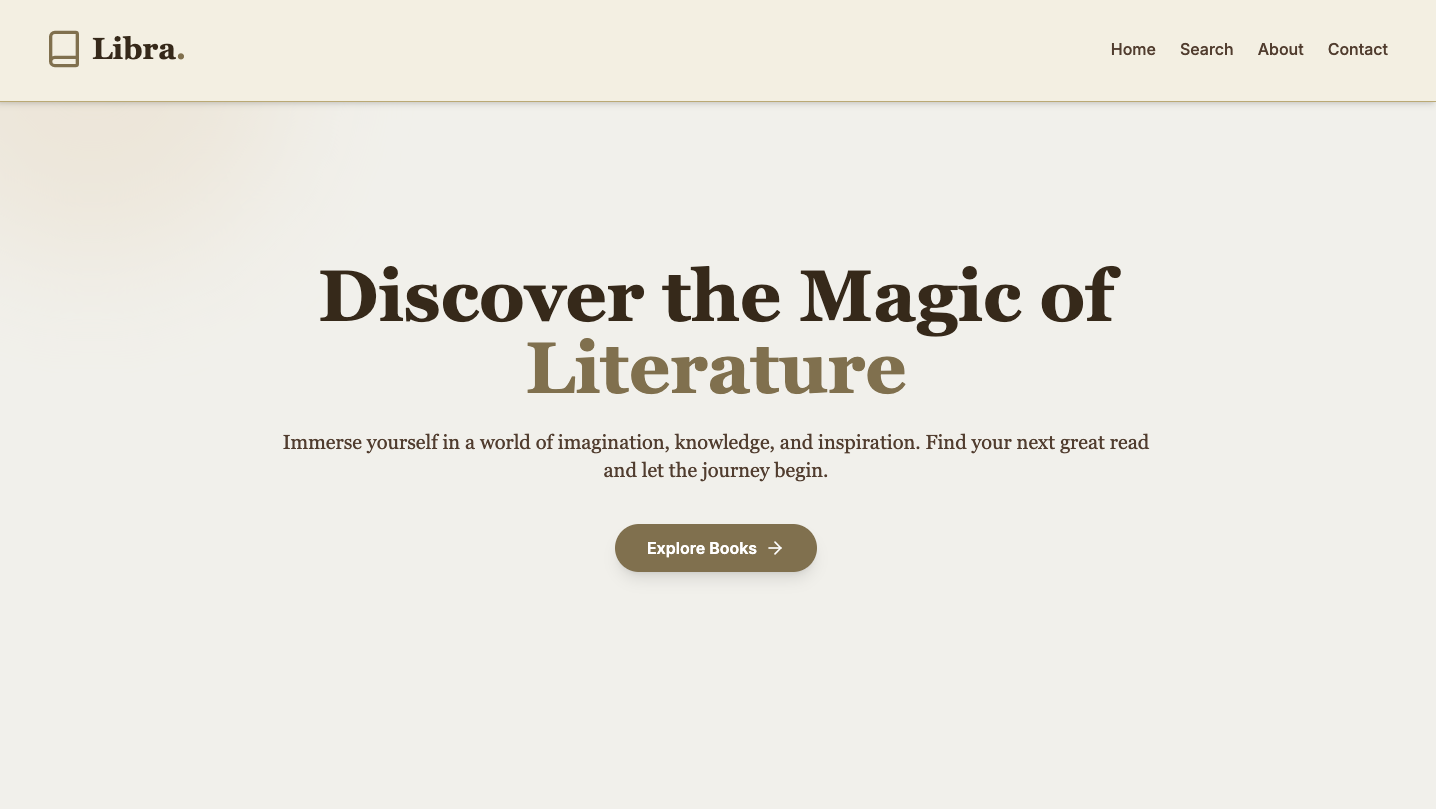 Libra.
Home Search About Contact
Discover the Magic of
Literature
Immerse yourself in a world of imagination, knowledge, and inspiration. Find your next great read
and let the journey begin.
Explore Books